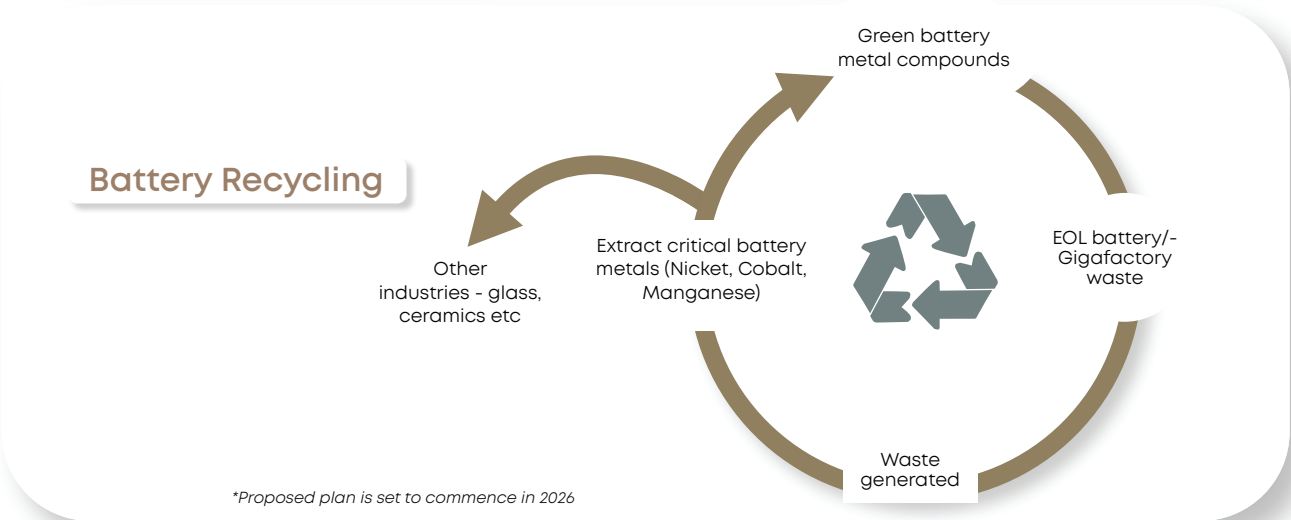 Green battery
metal compounds
Battery Recycling
EOL battery/-
Gigafactory
waste
Extract critical battery
metals (Nicket, Cobalt,
Manganese)
Other
industries - glass,
ceramics etc
Waste
generated
*Proposed plan is set to commence in 2026